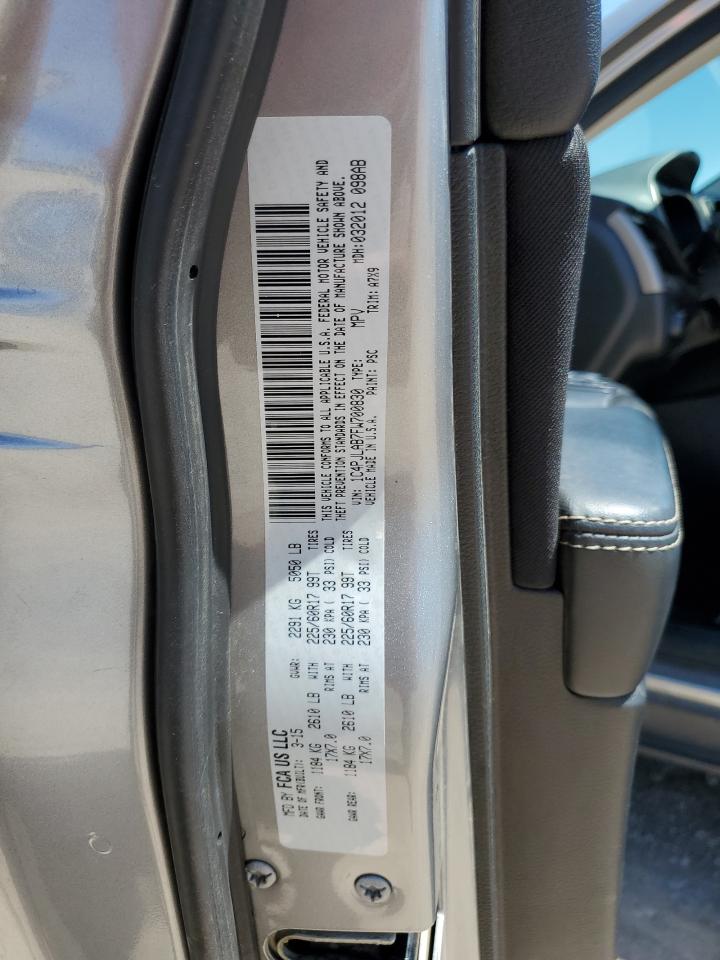 MFD BY FCA US LLC
DATE OF MFR(BUILT): 3-15 GVWR: 2291 KG 5050 LB
GAWR FRONT: 1184 KG 2610 LB WITH 225/60R17 99T TIRES
17X7.0 RIMS AT 230 KPA ( 33 PSI) COLD
GAWR REAR: 1184 KG 2610 LB WITH 225/60R17 99T TIRES
17X7.0 RIMS AT 230 KPA ( 33 PSI) COLD
THIS VEHICLE CONFORMS TO ALL APPLICABLE U.S.A. FEDERAL MOTOR VEHICLE SAFETY AND
THEFT PREVENTION STANDARDS IN EFFECT ON THE DATE OF MANUFACTURE SHOWN ABOVE.
VIN: 1C4PJLAB7FW700830 TYPE: MPV MDH:032012 098AB
VEHICLE MADE IN U.S.A. PAINT: PSC TRIM: A7X9